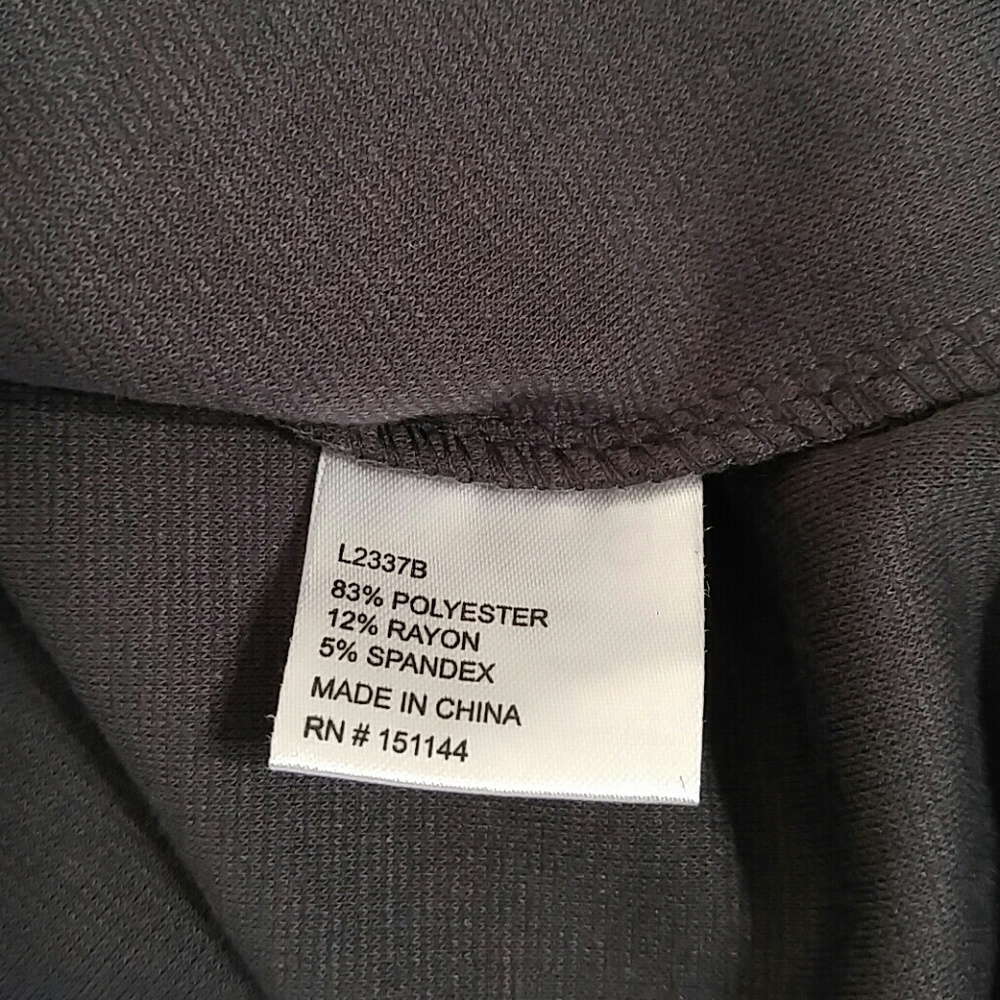 L2337B
83% POLYESTER
12% RAYON
5% SPANDEX
MADE IN CHINA
RN # 151144